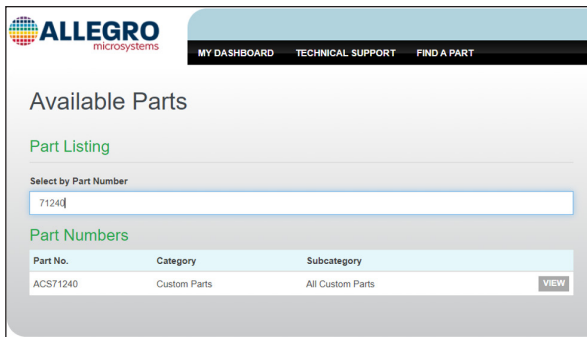 ALLEGRO
microsystems
MY DASHBOARD TECHNICAL SUPPORT FIND A PART
Available Parts
Part Listing
Select by Part Number
71240
Part Numbers
Part No. Category Subcategory
ACS71240 Custom Parts All Custom Parts VIEW